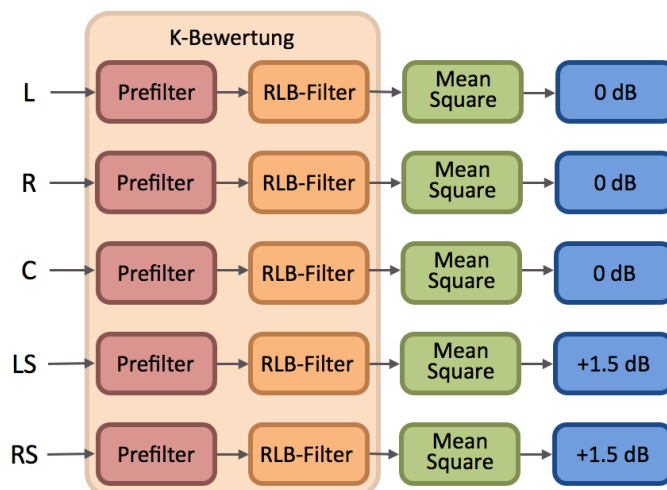 K-Bewertung
L Prefilter RLB-Filter Mean Square 0 dB
R Prefilter RLB-Filter Mean Square 0 dB
C Prefilter RLB-Filter Mean Square 0 dB
LS Prefilter RLB-Filter Mean Square +1.5 dB
RS Prefilter RLB-Filter Mean Square +1.5 dB